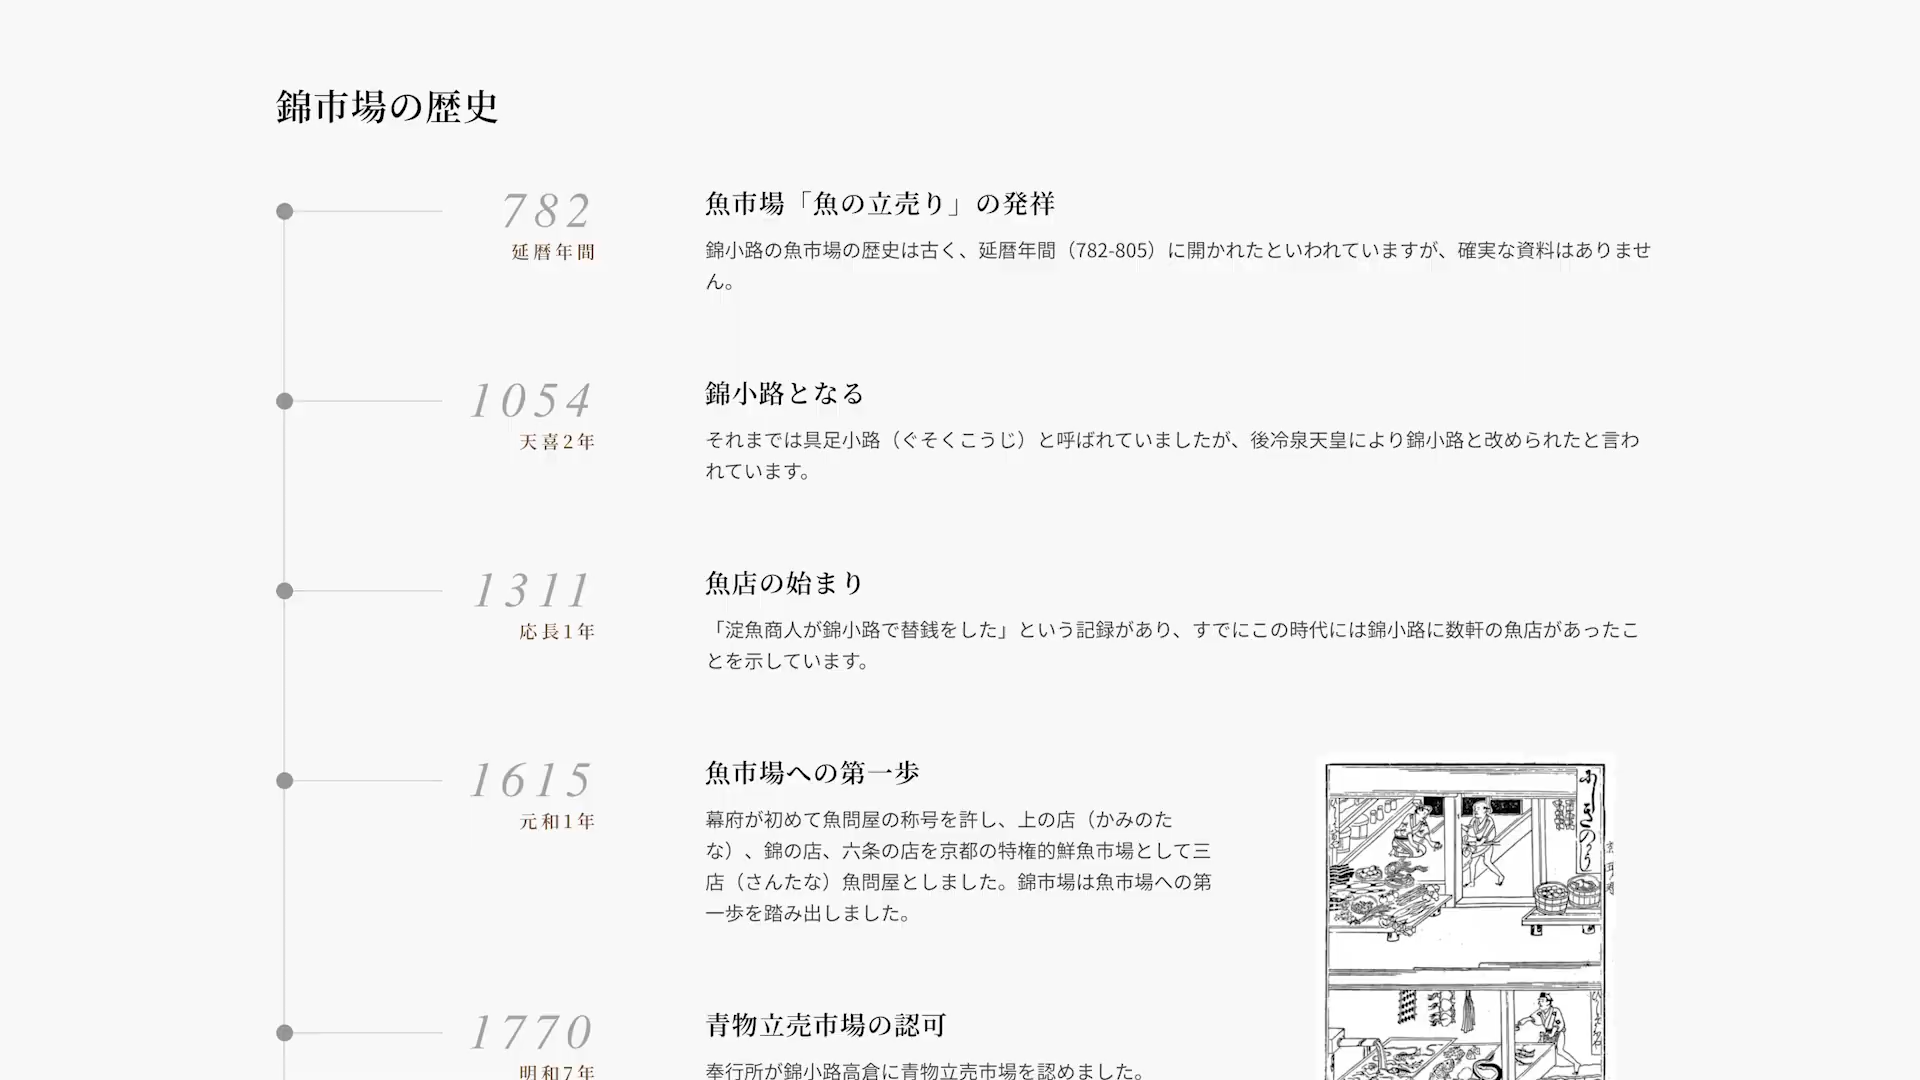 錦市場の歴史
782
延暦年間
魚市場「魚の立売り」の発祥
錦小路の魚市場の歴史は古く、延暦年間（782-805）に開かれたといわれていますが、確実な資料はありませ
ん。
1054
天喜2年
錦小路となる
それまでは具足小路（ぐそくこうじ）と呼ばれていましたが、後冷泉天皇により錦小路と改められたと言わ
れています。
1311
応長1年
魚店の始まり
「淀魚商人が錦小路で替銭をした」という記録があり、すでにこの時代には錦小路に数軒の魚店があったこ
とを示しています。
1615
元和1年
魚市場への第一歩
幕府が初めて魚問屋の称号を許し、上の店（かみのた
な）、錦の店、六条の店を京都の特権的鮮魚市場として三
店（さんたな）魚問屋としました。錦市場は魚市場への第
一歩を踏み出しました。
1770
明和7年
青物立売市場の認可
奉行所が錦小路高倉に青物立売市場を認めました。